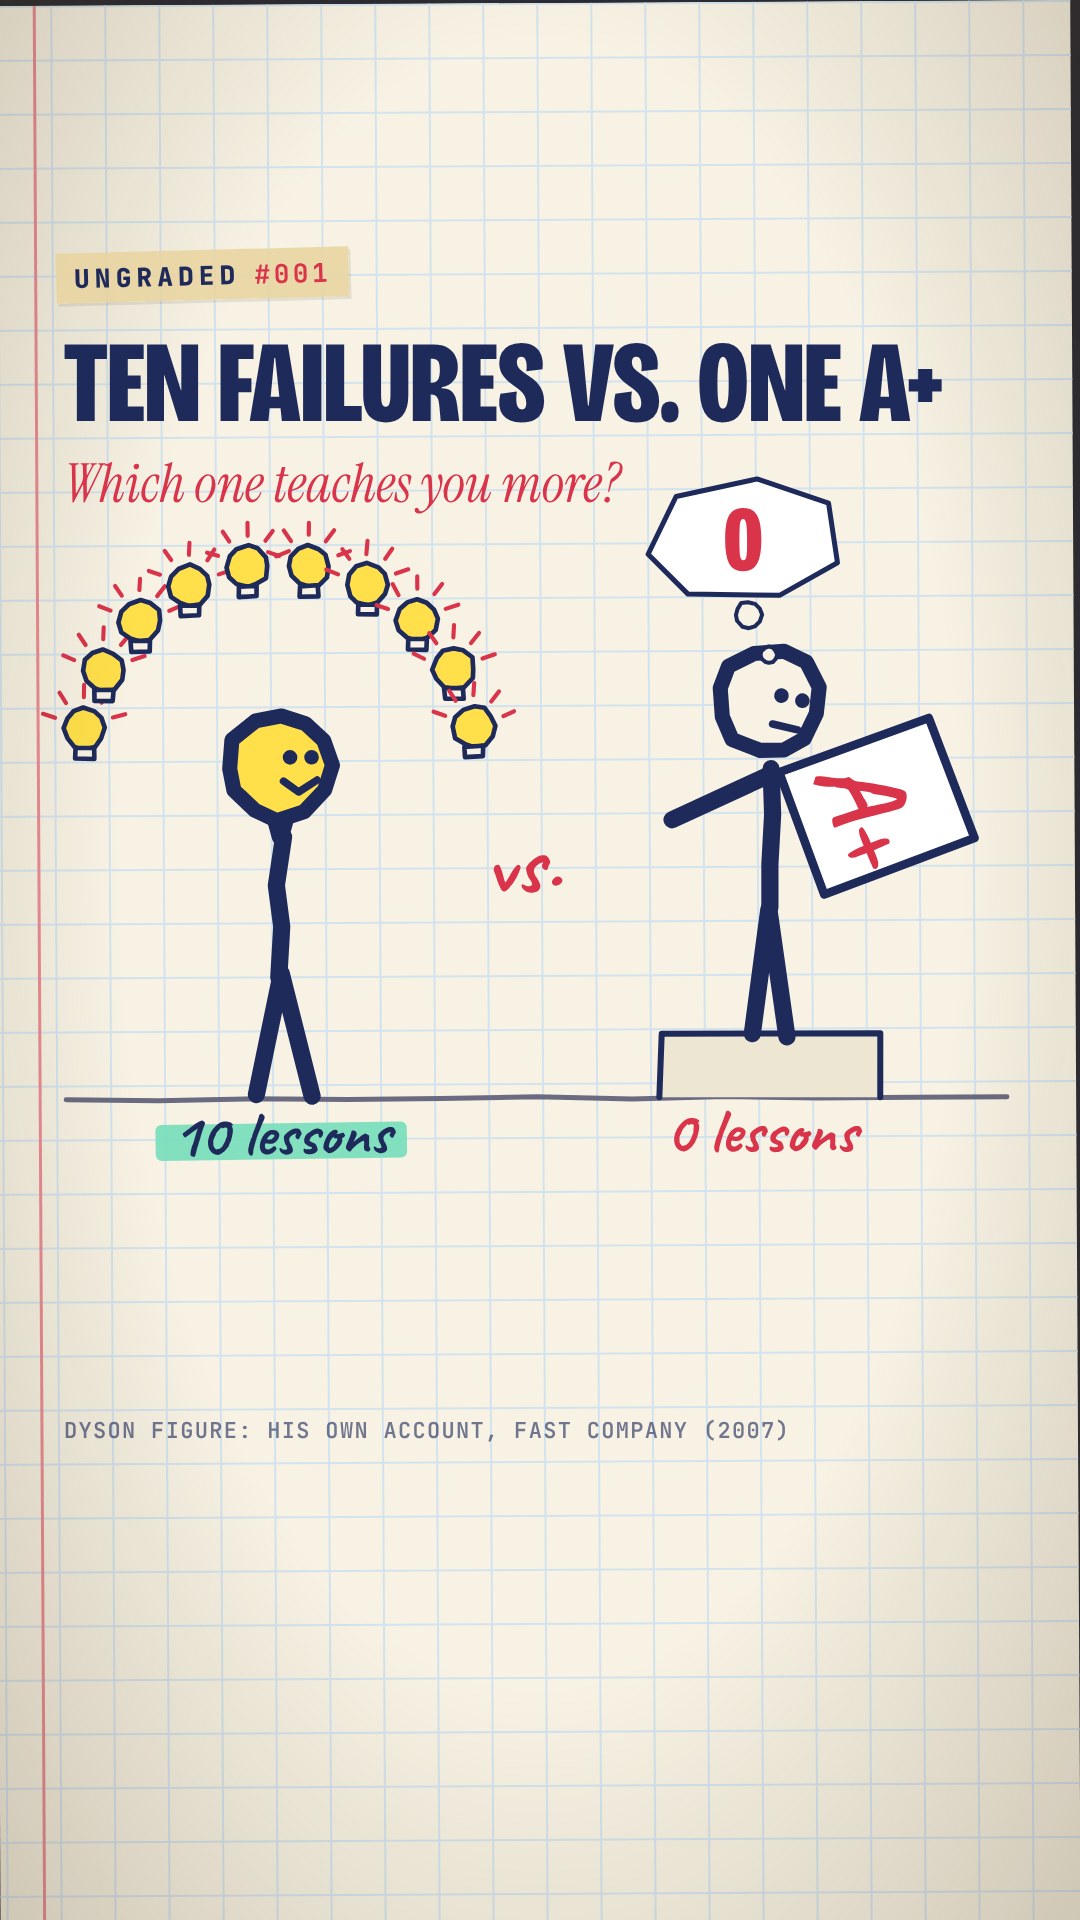 UNGRADED #001
TEN FAILURES VS. ONE A+
Which one teaches you more?
0
A+
vs.
10 lessons
0 lessons
DYSON FIGURE: HIS OWN ACCOUNT, FAST COMPANY (2007)